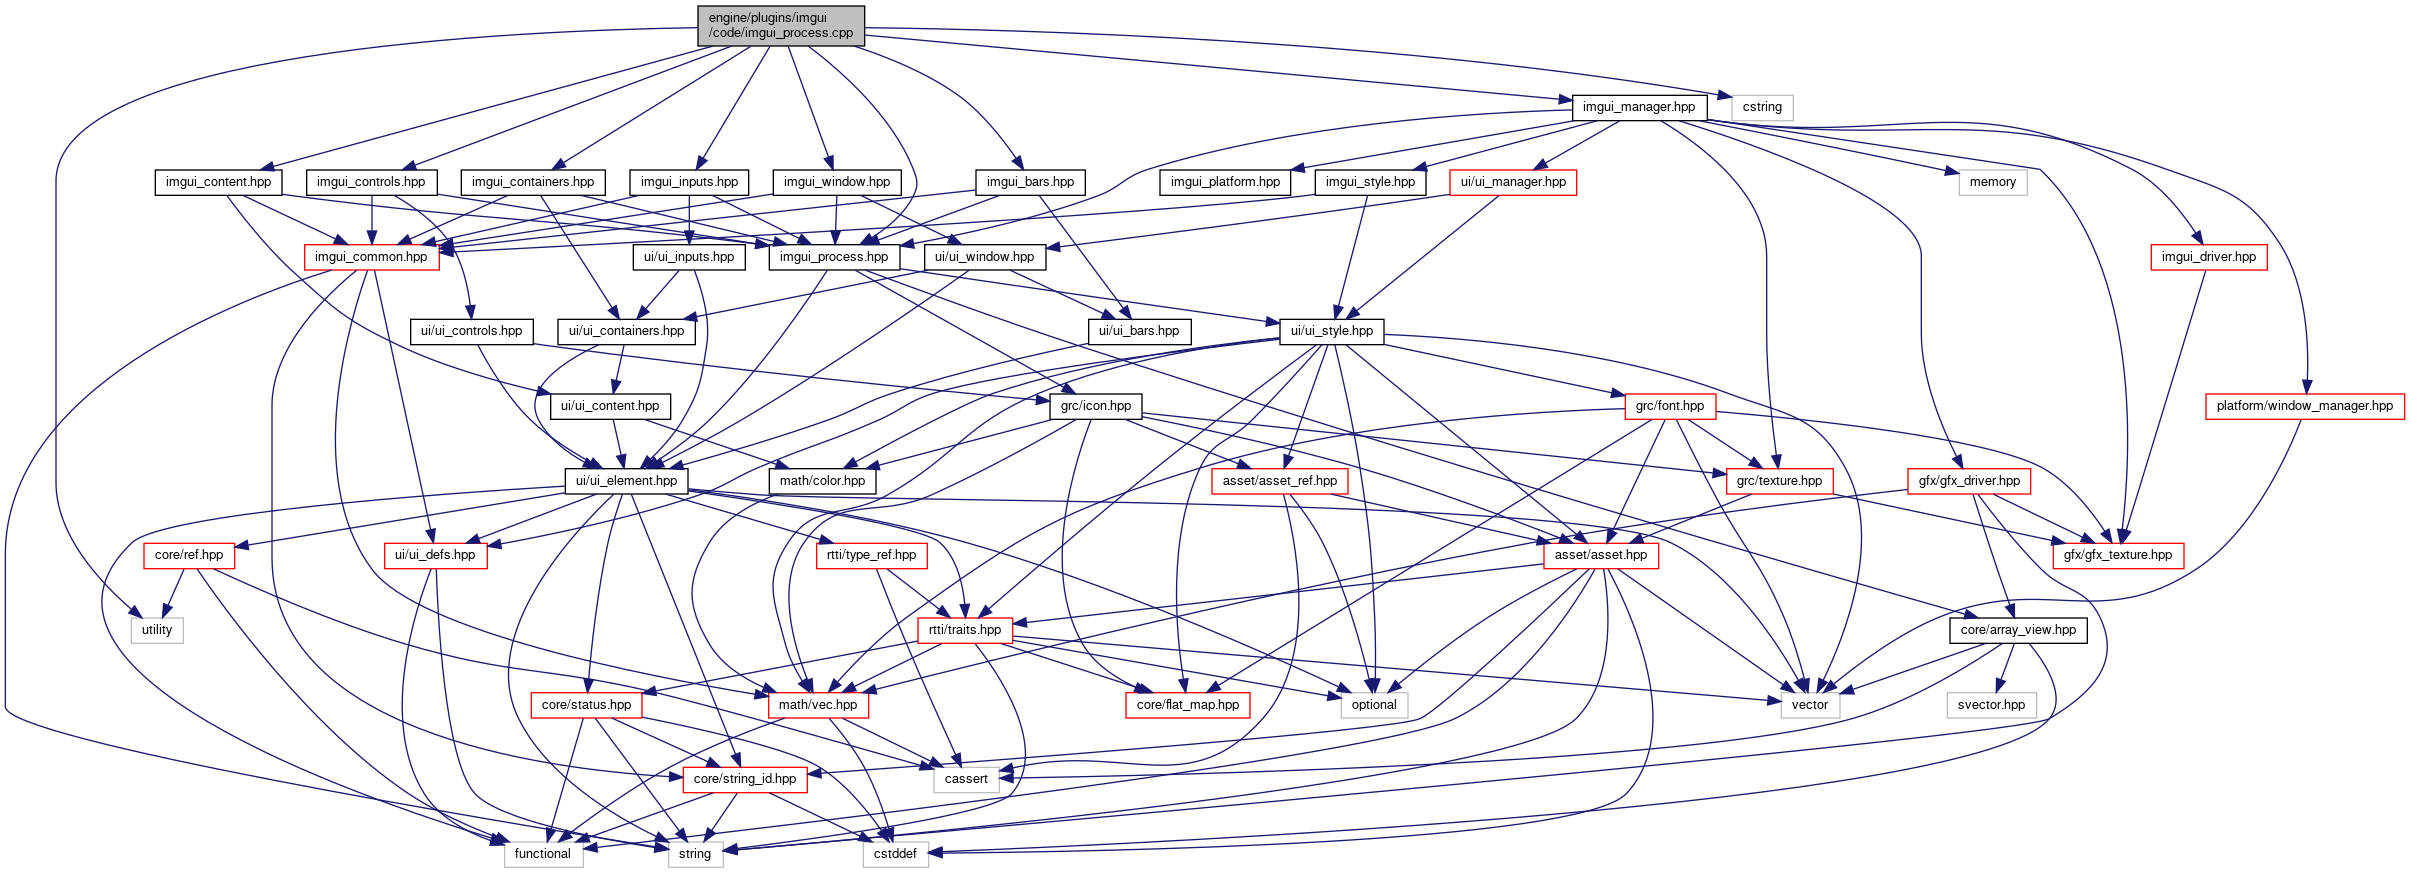 engine/plugins/imgui
/code/imgui_process.cpp
cstring
imgui_manager.hpp
imgui_content.hpp
imgui_controls.hpp
imgui_containers.hpp
imgui_inputs.hpp
imgui_window.hpp
imgui_bars.hpp
imgui_platform.hpp
imgui_style.hpp
ui/ui_manager.hpp
memory
imgui_common.hpp
ui/ui_inputs.hpp
imgui_process.hpp
ui/ui_window.hpp
imgui_driver.hpp
ui/ui_controls.hpp
ui/ui_containers.hpp
ui/ui_bars.hpp
ui/ui_style.hpp
ui/ui_content.hpp
grc/icon.hpp
grc/font.hpp
platform/window_manager.hpp
ui/ui_element.hpp
math/color.hpp
asset/asset_ref.hpp
grc/texture.hpp
gfx/gfx_driver.hpp
core/ref.hpp
ui/ui_defs.hpp
rtti/type_ref.hpp
asset/asset.hpp
gfx/gfx_texture.hpp
utility
rtti/traits.hpp
core/array_view.hpp
core/status.hpp
math/vec.hpp
core/flat_map.hpp
optional
vector
svector.hpp
core/string_id.hpp
cassert
functional
string
cstddef